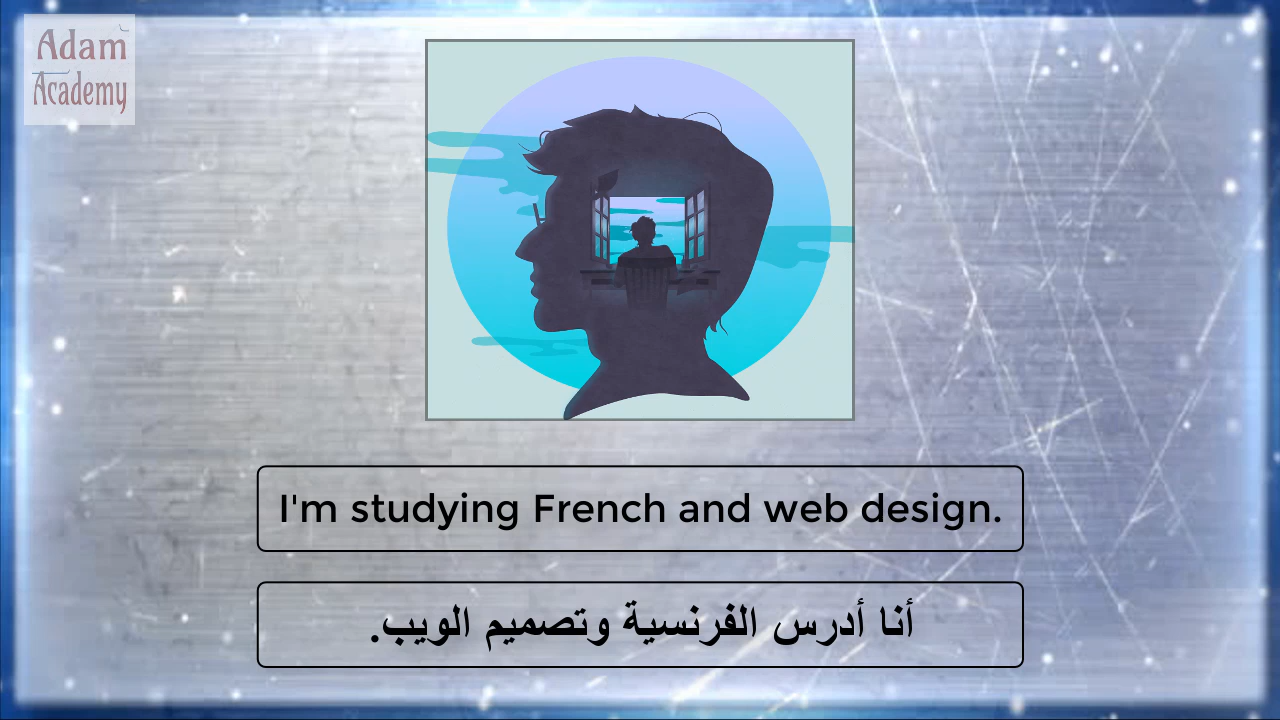 Adam
Academy
I'm studying French and web design.
أنا أدرس الفرنسية وتصميم الويب.